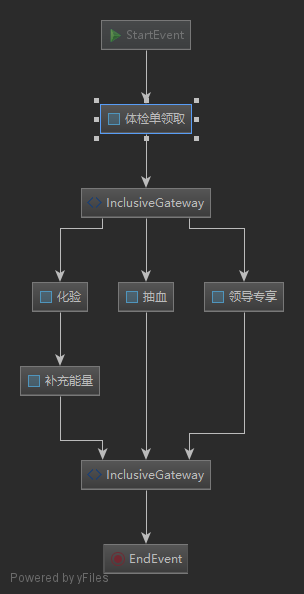 StartEvent
体检单领取
InclusiveGateway
化验
抽血
领导专享
补充能量
InclusiveGateway
EndEvent
Powered by yFiles